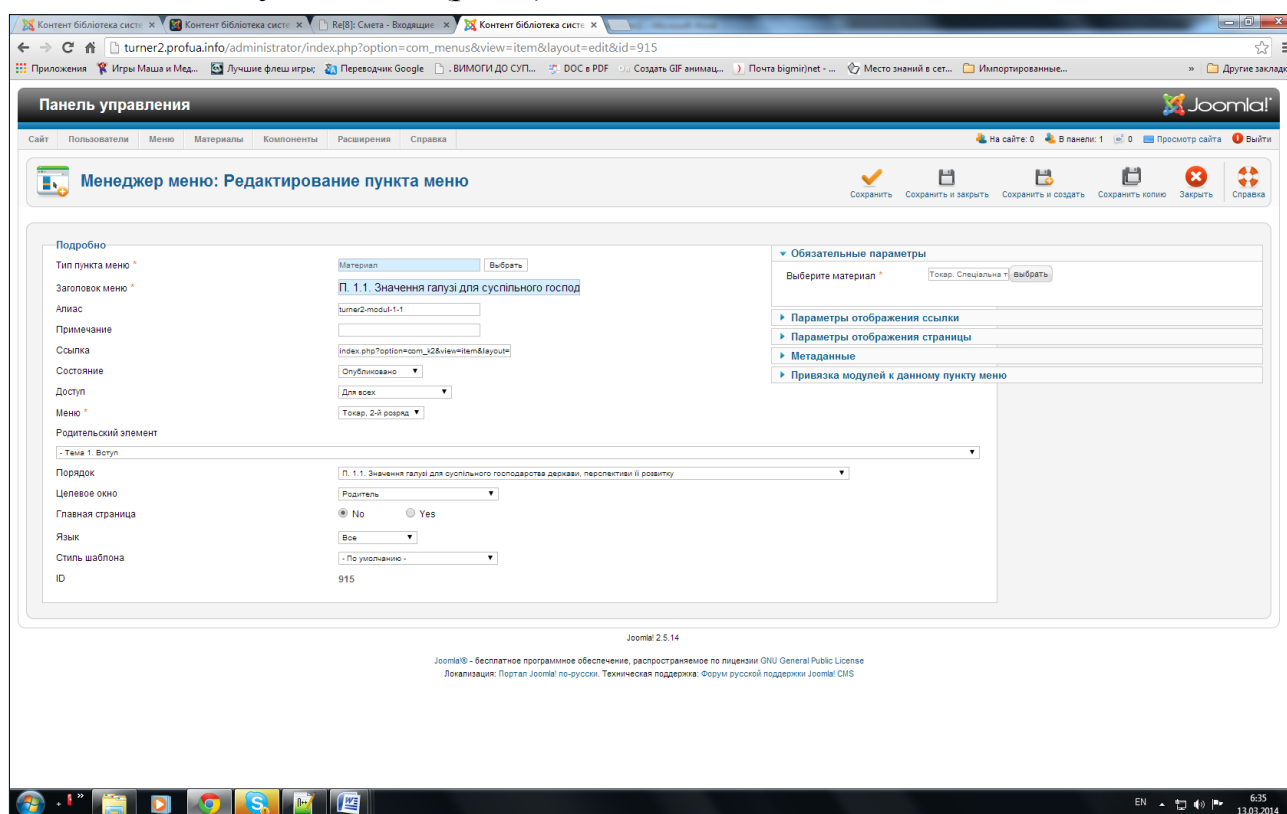 Контент бібліотека систе
Контент бібліотека систе
Re[8]: Смета - Входящие
Контент бібліотека систе
turner2.profua.info/administrator/index.php?option=com_menus&view=item&layout=edit&id=915
Приложения Игры Маша и Мед... Лучшие флеш игры; Переводчик Google . ВИМОГИ ДО СУП... DOC в PDF Создать GIF анимац... Почта bigmir)net - ... Место знаний в сет... Импортированные... » Другие закладк
Панель управления
Joomla!
Сайт Пользователи Меню Материалы Компоненты Расширения Справка
На сайте: 0 В панели: 1 0 Просмотр сайта Выйти
Менеджер меню: Редактирование пункта меню
Сохранить Сохранить и закрыть Сохранить и создать Сохранить копию Закрыть Справка
Подробно
Тип пункта меню * Материал Выбрать
Заголовок меню * П. 1.1. Значення галузі для суспільного господ
Алиас turner2-modul-1-1
Примечание
Ссылка index.php?option=com_k2&view=item&layout=
Состояние Опубликовано
Доступ Для всех
Меню * Токар, 2-й розряд
Родительский элемент
- Тема 1. Вступ
Порядок П. 1.1. Значення галузі для суспільного господарства держави, перспективи її розвитку
Целевое окно Родитель
Главная страница No Yes
Язык Все
Стиль шаблона - По умолчанию -
ID 915
Обязательные параметры
Выберите материал * Токар. Спеціальна т выбрать
Параметры отображения ссылки
Параметры отображения страницы
Метаданные
Привязка модулей к данному пункту меню
Joomla! 2.5.14
Joomla!® - бесплатное программное обеспечение, распространяемое по лицензии GNU General Public License
Локализация: Портал Joomla! по-русски. Техническая поддержка: Форум русской поддержки Joomla! CMS
EN 6:35
13.03.2014